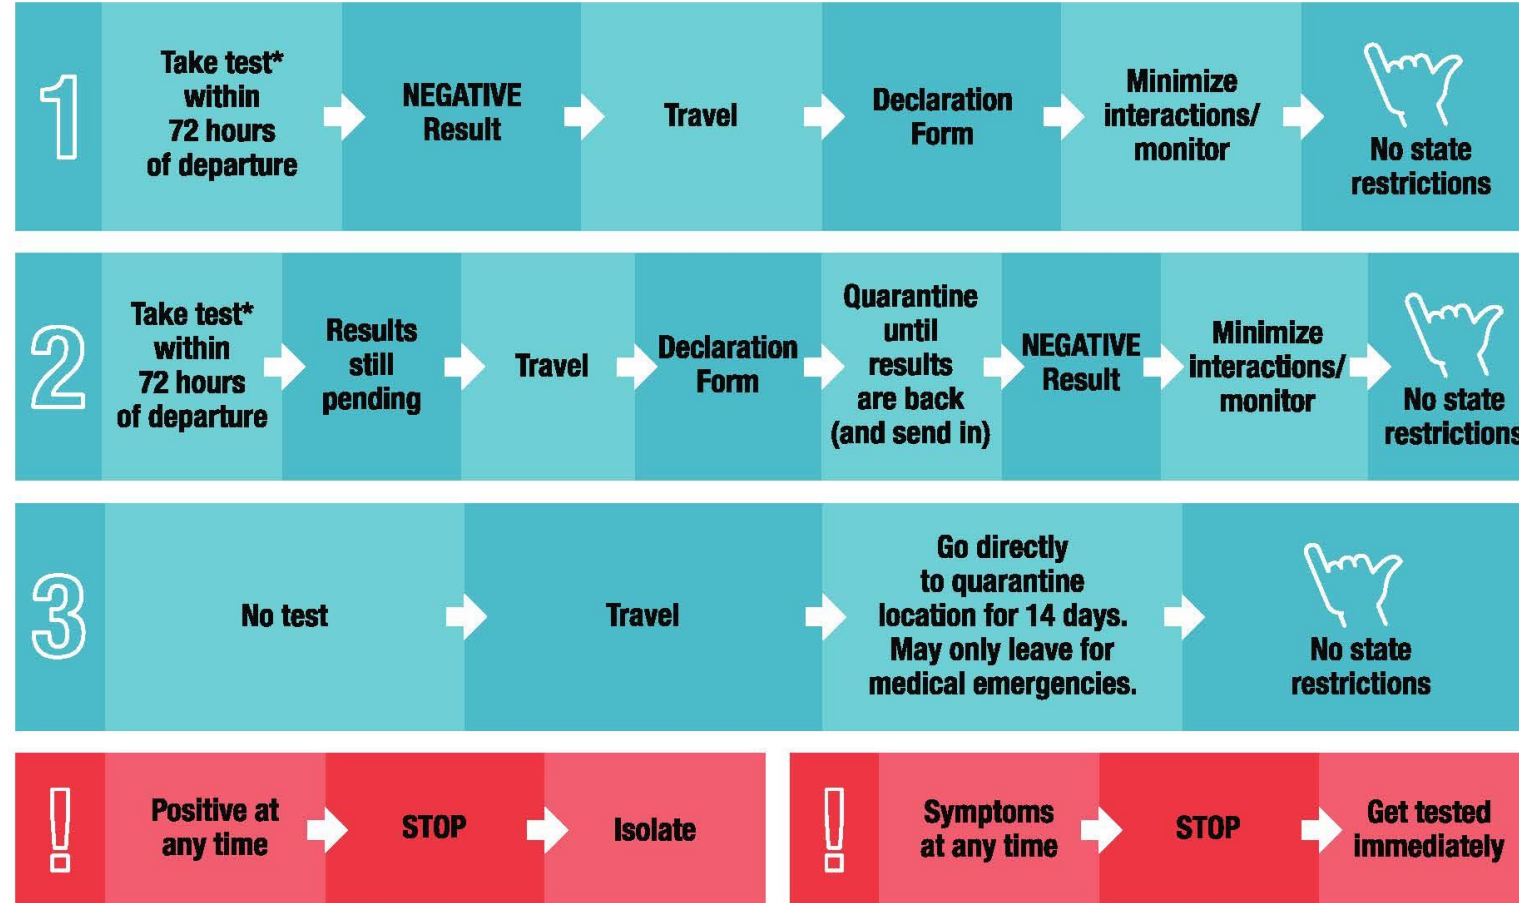 1
Take test*
within
72 hours
of departure
NEGATIVE
Result
Travel
Declaration
Form
Minimize
interactions/
monitor
No state
restrictions
2
Take test*
within
72 hours
of departure
Results
still
pending
Travel
Declaration
Form
Quarantine
until
results
are back
(and send in)
NEGATIVE
Result
Minimize
interactions/
monitor
No state
restrictions
3
No test
Travel
Go directly
to quarantine
location for 14 days.
May only leave for
medical emergencies.
No state
restrictions
!
Positive at
any time
STOP
Isolate
!
Symptoms
at any time
STOP
Get tested
immediately